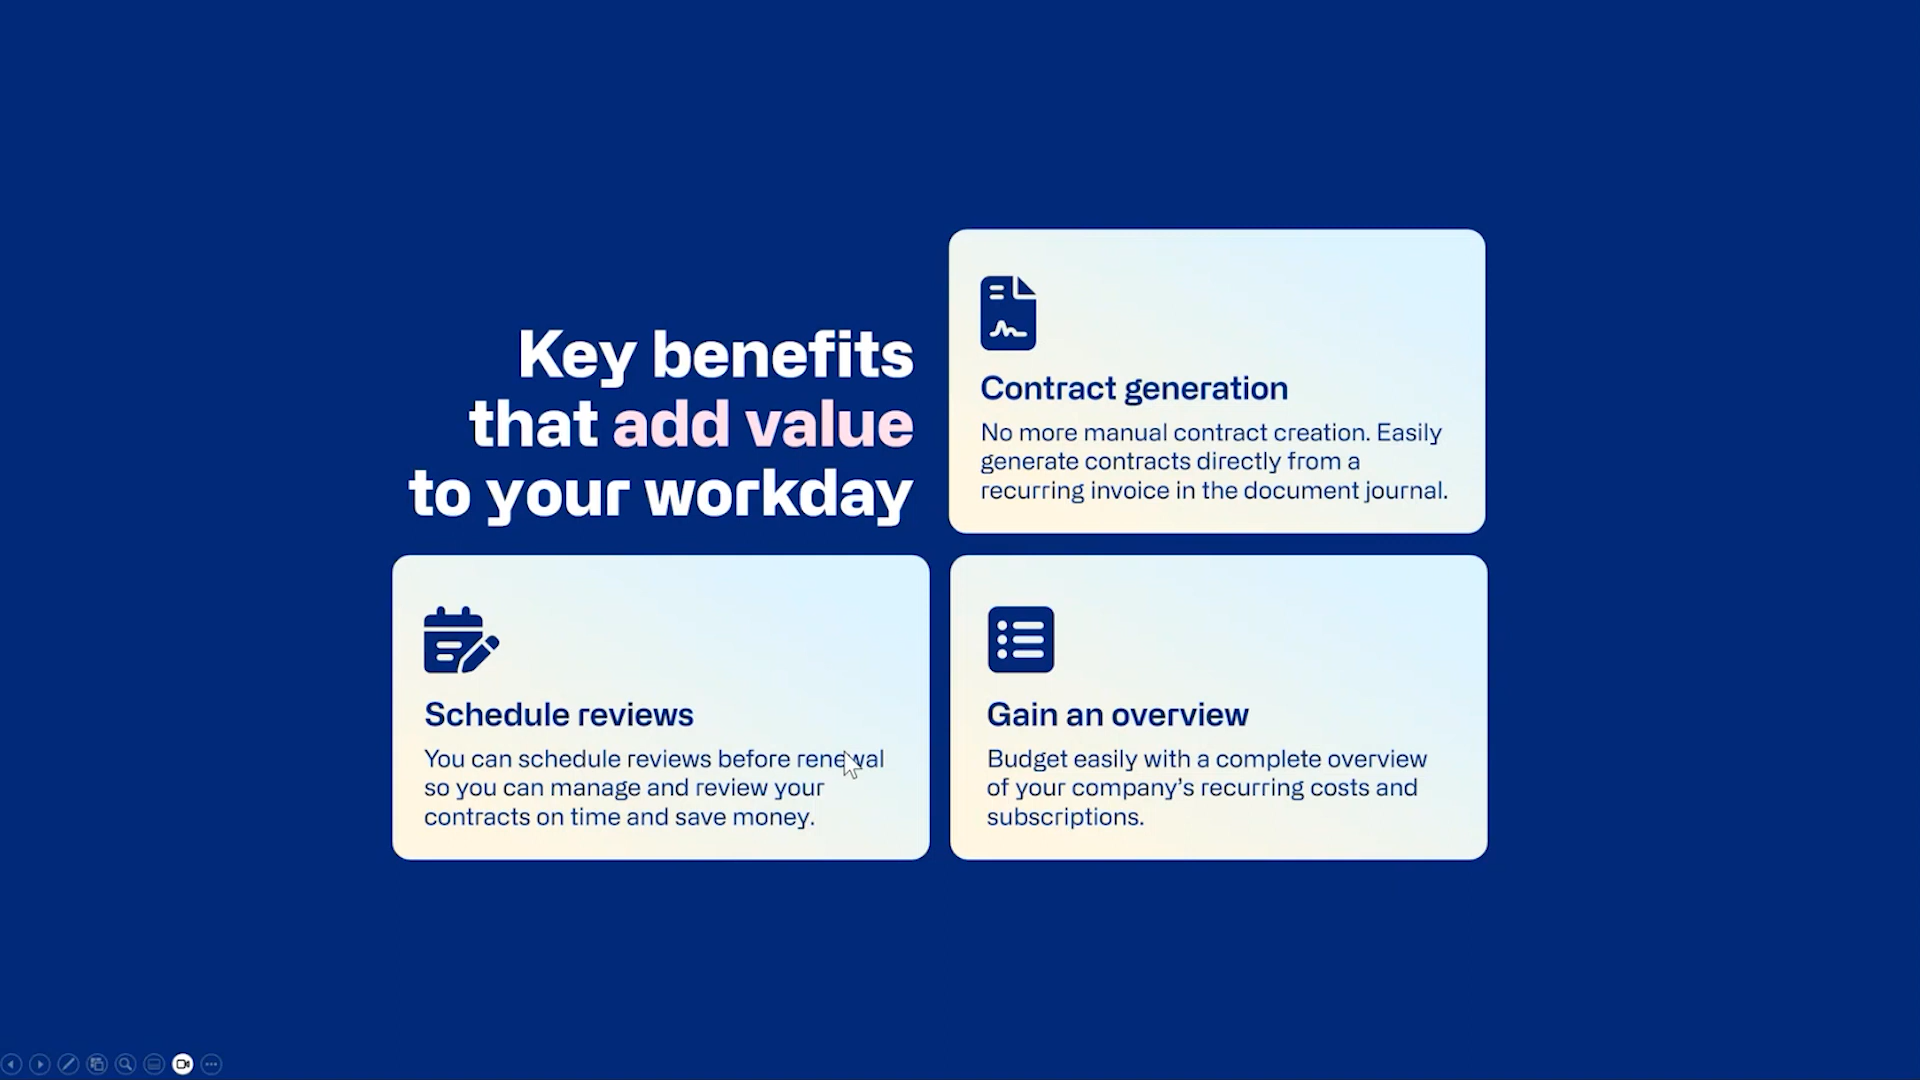 Key benefits
that add value
to your workday
Contract generation
No more manual contract creation. Easily
generate contracts directly from a
recurring invoice in the document journal.
Schedule reviews
You can schedule reviews before renewal
so you can manage and review your
contracts on time and save money.
Gain an overview
Budget easily with a complete overview
of your company’s recurring costs and
subscriptions.